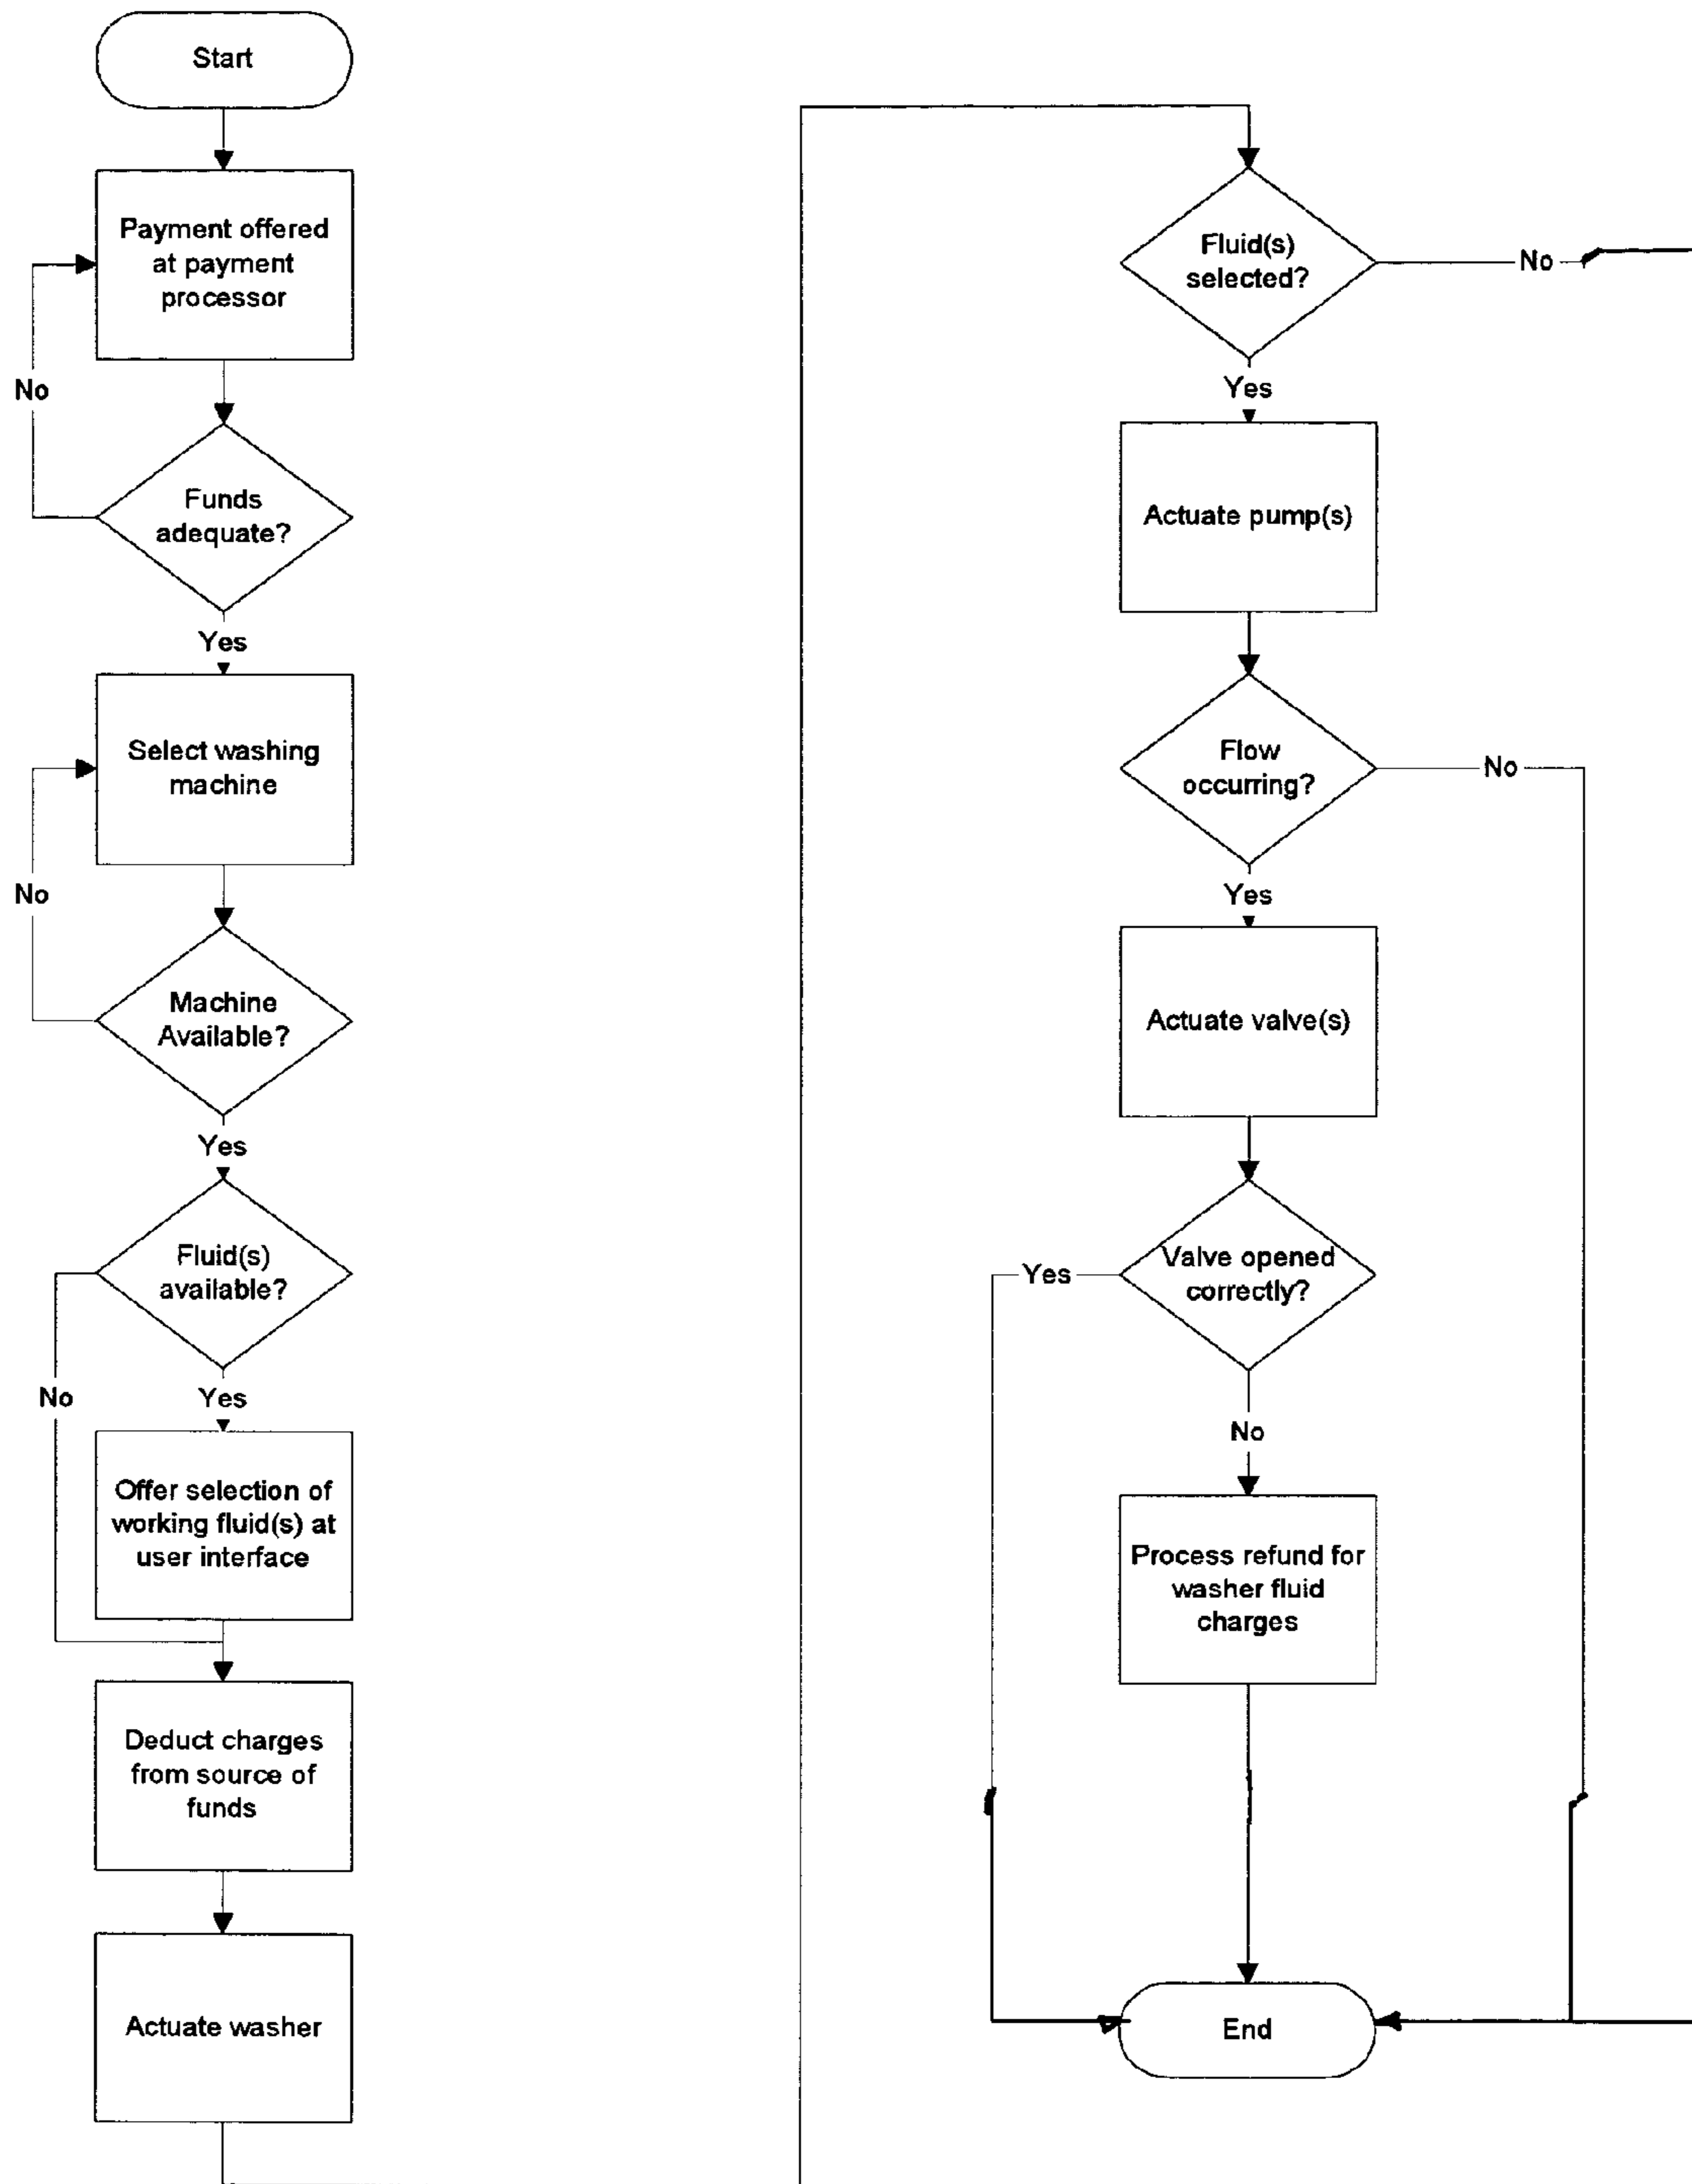 Start
Payment offered
at payment
processor
No
Funds
adequate?
Yes
Select washing
machine
No
Machine
Available?
Yes
Fluid(s)
available?
No
Yes
Offer selection of
working fluid(s) at
user interface
Deduct charges
from source of
funds
Actuate washer
Fluid(s)
selected?
No
Yes
Actuate pump(s)
Flow
occurring?
No
Yes
Actuate valve(s)
Valve opened
correctly?
Yes
No
Process refund for
washer fluid
charges
End